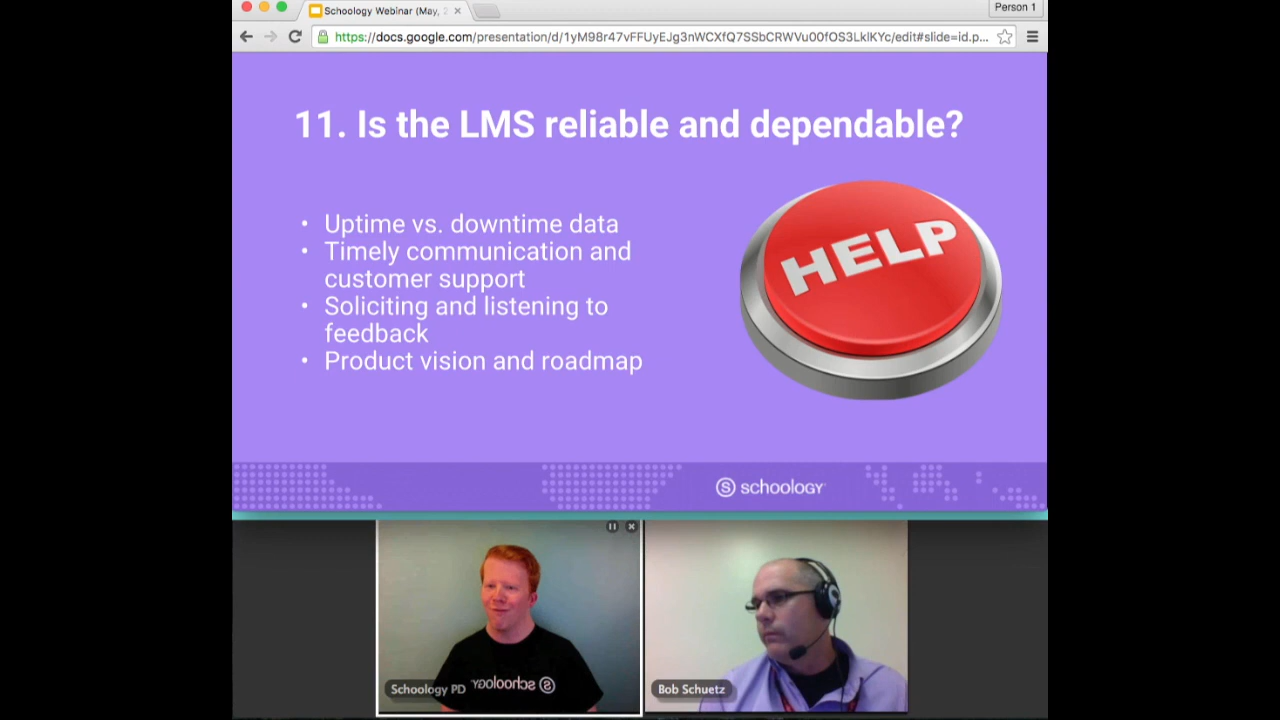 Schoology Webinar (May, 2
Person 1
https://docs.google.com/presentation/d/1yM98r47vFFUyEJg3nWCXfQ7SSbCRWVu00fOS3LklKYc/edit#slide=id.p...
11. Is the LMS reliable and dependable?
• Uptime vs. downtime data
• Timely communication and
customer support
• Soliciting and listening to
feedback
• Product vision and roadmap
HELP
S schoology
schoology S
Schoology PD
Bob Schuetz